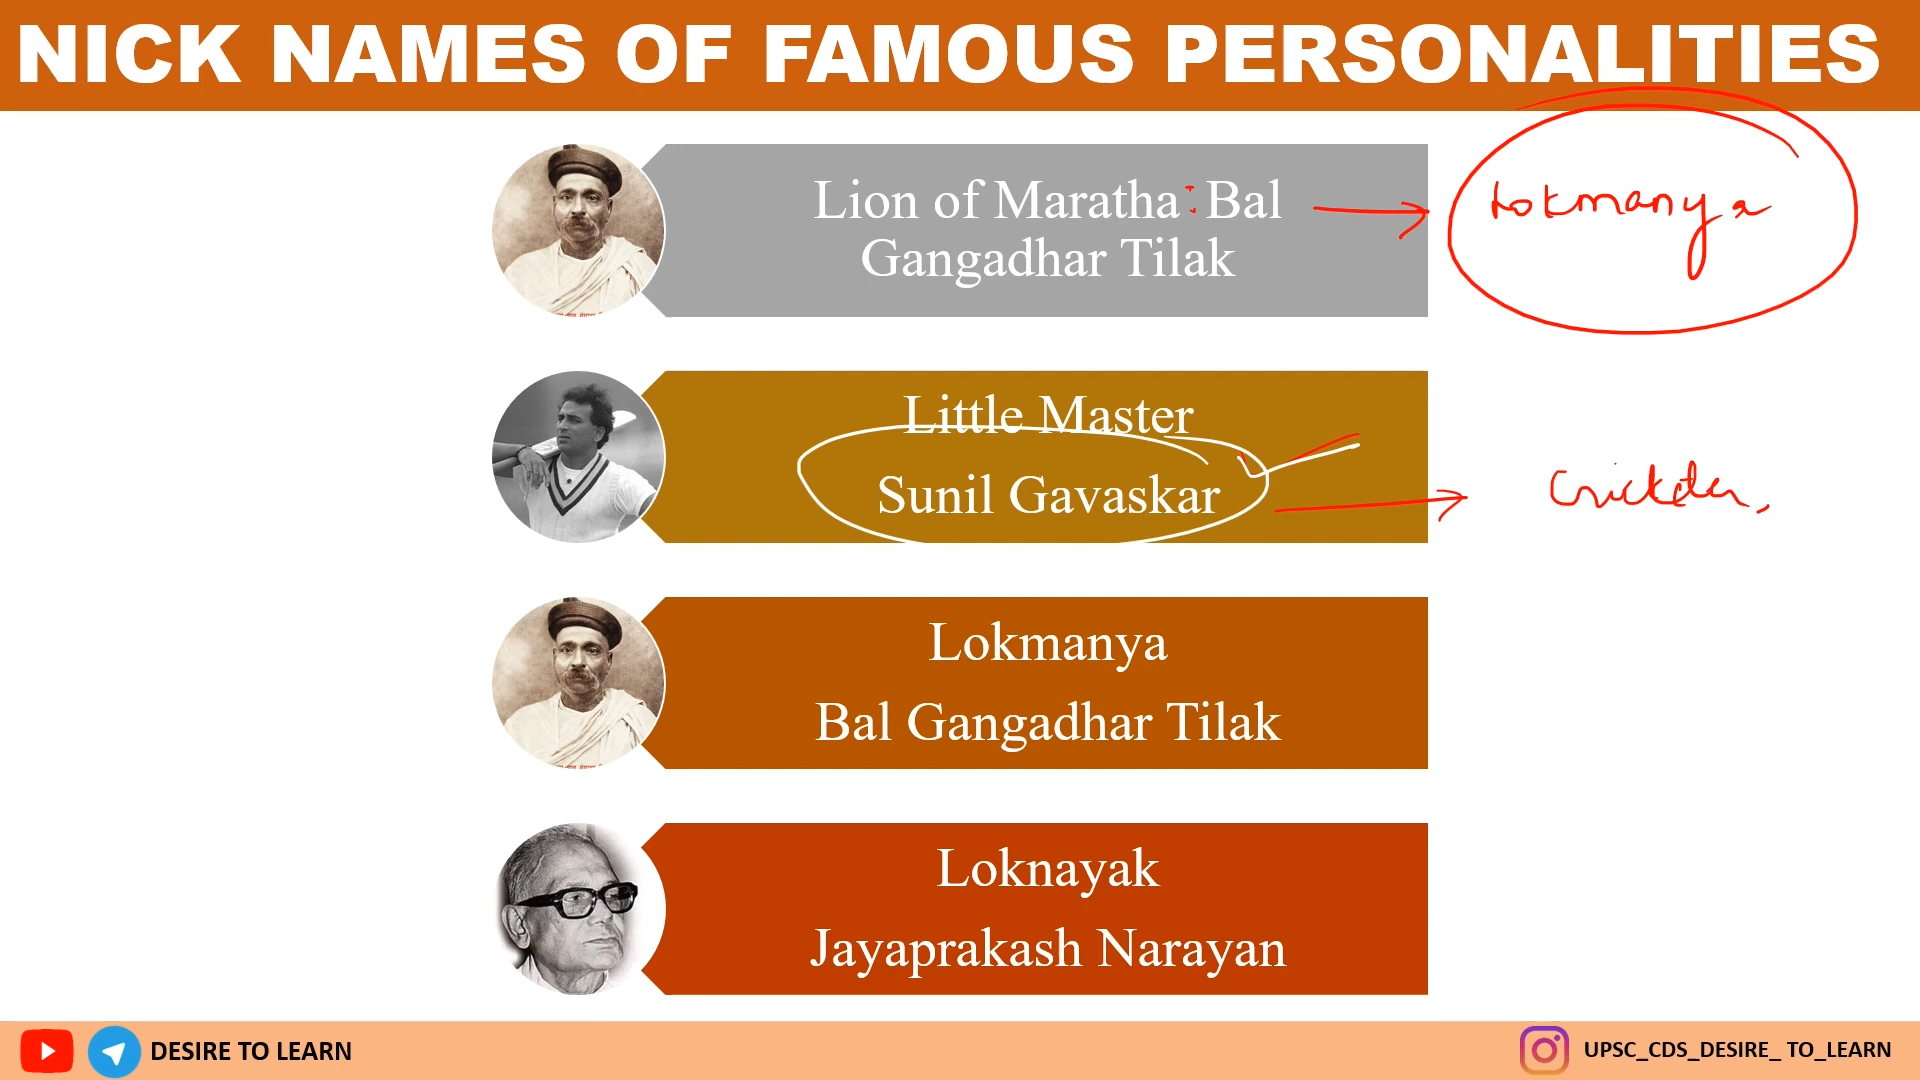 NICK NAMES OF FAMOUS PERSONALITIES
Lion of Maratha : Bal
Gangadhar Tilak
Lokmanya
Little Master
Sunil Gavaskar
Cricketer,
Lokmanya
Bal Gangadhar Tilak
Loknayak
Jayaprakash Narayan
DESIRE TO LEARN
UPSC_CDS_DESIRE_ TO_LEARN